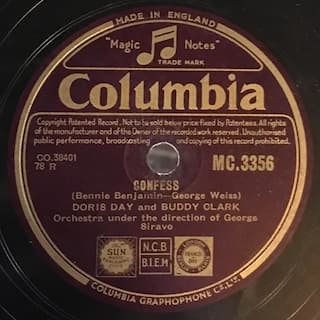 MADE IN ENGLAND
"Magic Notes"
TRADE MARK
Columbia
Copyright Patented Record, Not to be sold below price fixed by Patentees. All rights
of the manufacturer and of the Owner of the recorded work reserved. Unauthorised
public performance, broadcasting and copying of this record prohibited.
CO.38401
78 R
MC.3356
CONFESS
(Bennie Benjamin-George Weiss)
DORIS DAY and BUDDY CLARK
Orchestra under the direction of George
Siravo
SUN
N.C.B
B.I.E.M
COLUMBIA GRAPHOPHONE CO., LTD.